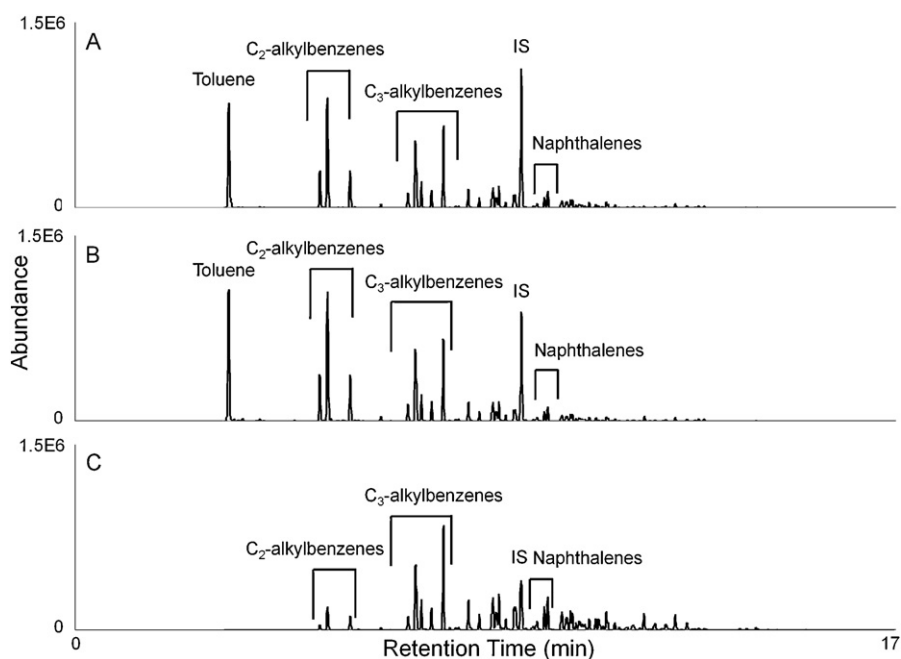 1.5E6
A
IS
C₂-alkylbenzenes
Toluene
C₃-alkylbenzenes
Naphthalenes
0
1.5E6
B
C₂-alkylbenzenes
Toluene
C₃-alkylbenzenes
IS
Naphthalenes
0
Abundance
1.5E6
C
C₃-alkylbenzenes
C₂-alkylbenzenes
IS Naphthalenes
0
0
Retention Time (min)
17